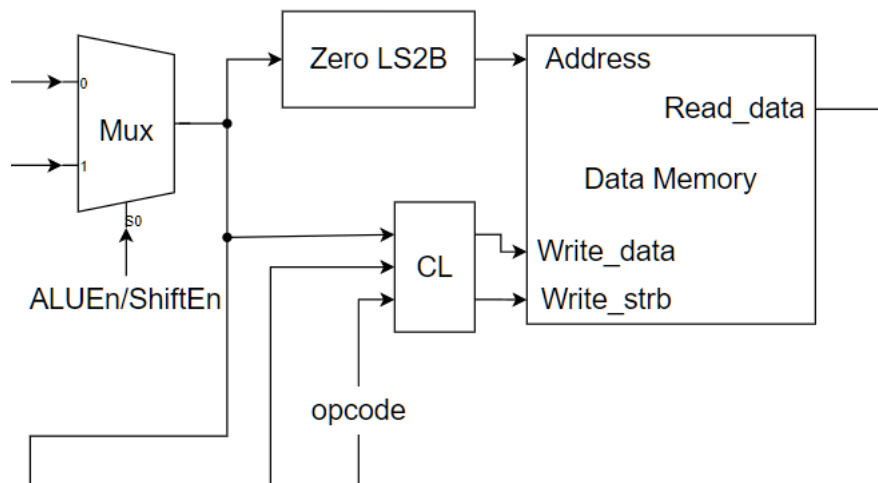 Zero LS2B
Address
0
Read_data
Mux
1
Data Memory
S0
CL
Write_data
ALUEn/ShiftEn
Write_strb
opcode